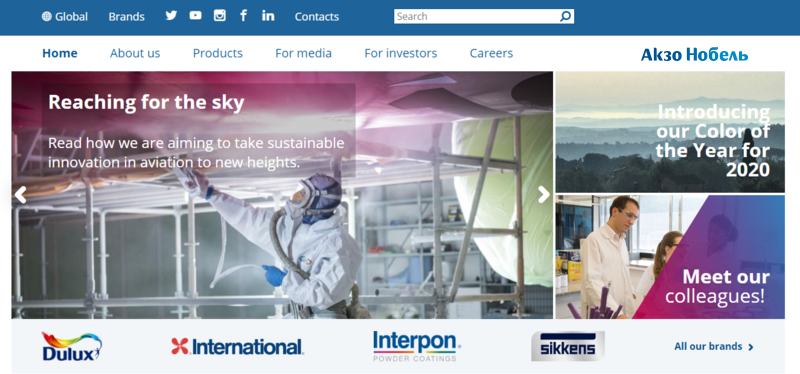 Global Brands Contacts Search
Home About us Products For media For investors Careers Акзо Нобель
Reaching for the sky
Read how we are aiming to take sustainable
innovation in aviation to new heights.
Introducing
our Color of
the Year for
2020
Meet our
colleagues!
Dulux International. Interpon. sikkens All our brands
POWDER COATINGS